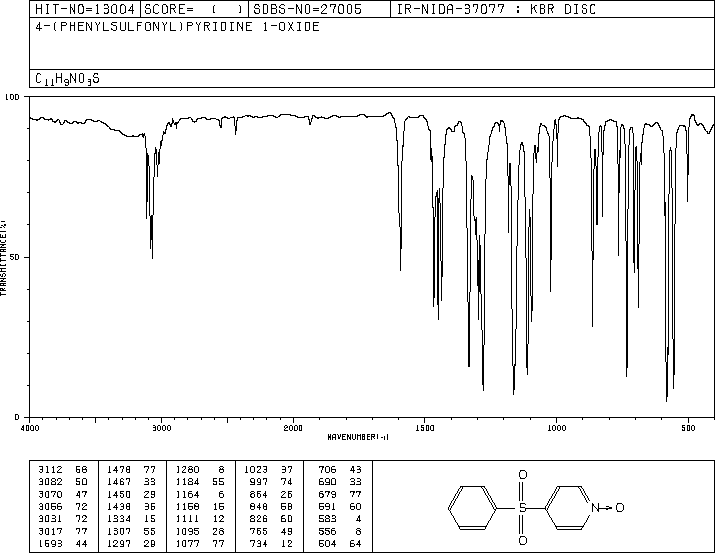 HIT-NO=13004 SCORE= ( ) SDBS-NO=27005 IR-NIDA-37077 : KBR DISC
4-(PHENYLSULFONYL)PYRIDINE 1-OXIDE
C11H9NO3S
100
50
0
TRANSMITTANCE(%)
4000 3000 2000 1500 1000 500
WAVENUMBER(-1)
3112 68 1478 77 1280 8 1023 37 706 43
3082 50 1467 33 1184 55 997 74 690 33
3070 47 1450 29 1164 6 864 26 679 77
3056 72 1438 36 1158 16 848 58 591 60
3031 72 1334 15 1111 12 826 60 583 4
3017 77 1307 55 1095 28 765 49 556 8
1593 44 1297 29 1077 77 734 12 504 64
O
S
N→O
O